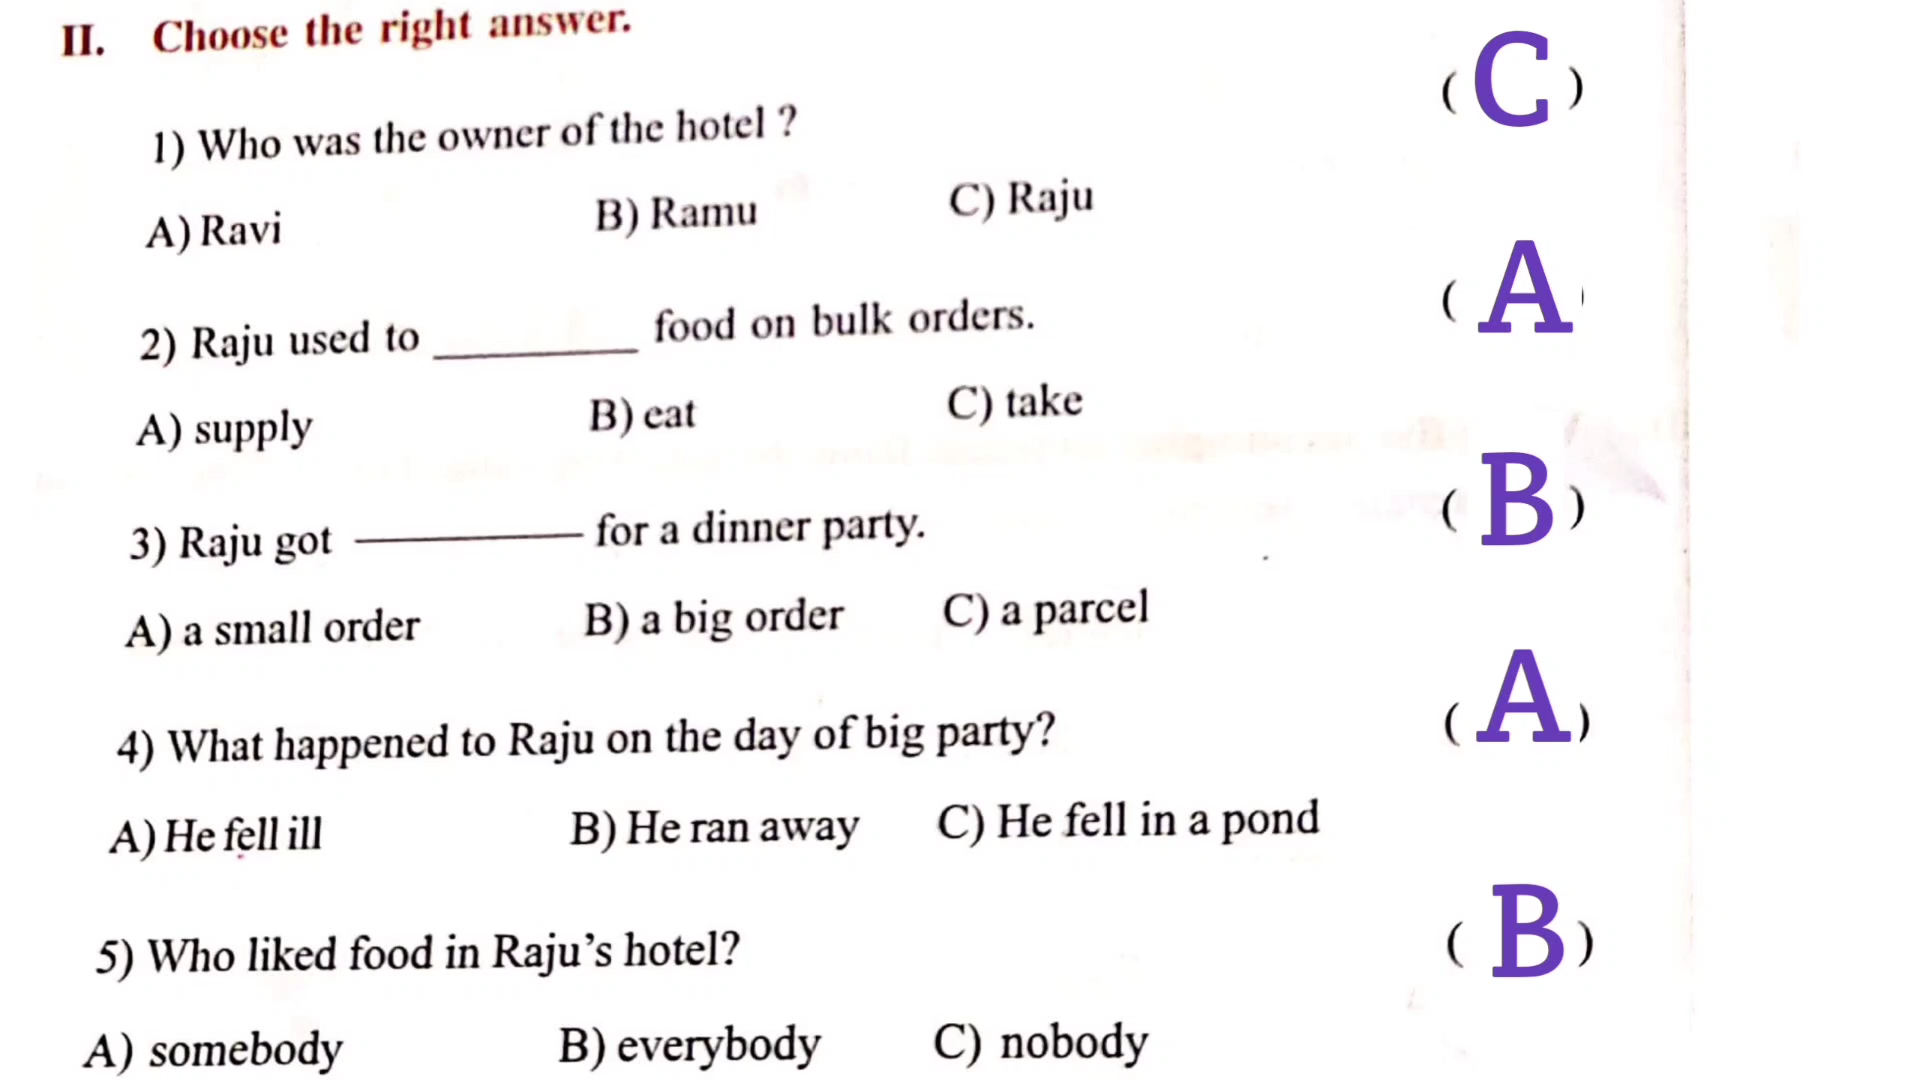 II. Choose the right answer.
1) Who was the owner of the hotel ? ( C )
A) Ravi B) Ramu C) Raju
2) Raju used to ________ food on bulk orders. ( A )
A) supply B) eat C) take
3) Raju got ________ for a dinner party. ( B )
A) a small order B) a big order C) a parcel
4) What happened to Raju on the day of big party? ( A )
A) He fell ill B) He ran away C) He fell in a pond
5) Who liked food in Raju’s hotel? ( B )
A) somebody B) everybody C) nobody